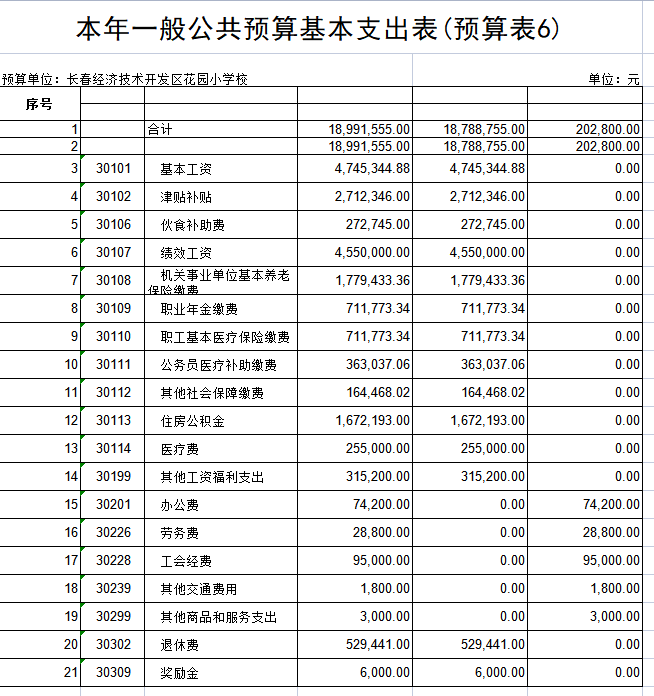 本年一般公共预算基本支出表(预算表6)
预算单位：长春经济技术开发区花园小学校 单位：元
序号
1 合计 18,991,555.00 18,788,755.00 202,800.00
2 18,991,555.00 18,788,755.00 202,800.00
3 30101 基本工资 4,745,344.88 4,745,344.88 0.00
4 30102 津贴补贴 2,712,346.00 2,712,346.00 0.00
5 30106 伙食补助费 272,745.00 272,745.00 0.00
6 30107 绩效工资 4,550,000.00 4,550,000.00 0.00
7 30108 机关事业单位基本养老 1,779,433.36 1,779,433.36 0.00
保险缴费
8 30109 职业年金缴费 711,773.34 711,773.34 0.00
9 30110 职工基本医疗保险缴费 711,773.34 711,773.34 0.00
10 30111 公务员医疗补助缴费 363,037.06 363,037.06 0.00
11 30112 其他社会保障缴费 164,468.02 164,468.02 0.00
12 30113 住房公积金 1,672,193.00 1,672,193.00 0.00
13 30114 医疗费 255,000.00 255,000.00 0.00
14 30199 其他工资福利支出 315,200.00 315,200.00 0.00
15 30201 办公费 74,200.00 0.00 74,200.00
16 30226 劳务费 28,800.00 0.00 28,800.00
17 30228 工会经费 95,000.00 0.00 95,000.00
18 30239 其他交通费用 1,800.00 0.00 1,800.00
19 30299 其他商品和服务支出 3,000.00 0.00 3,000.00
20 30302 退休费 529,441.00 529,441.00 0.00
21 30309 奖励金 6,000.00 6,000.00 0.00